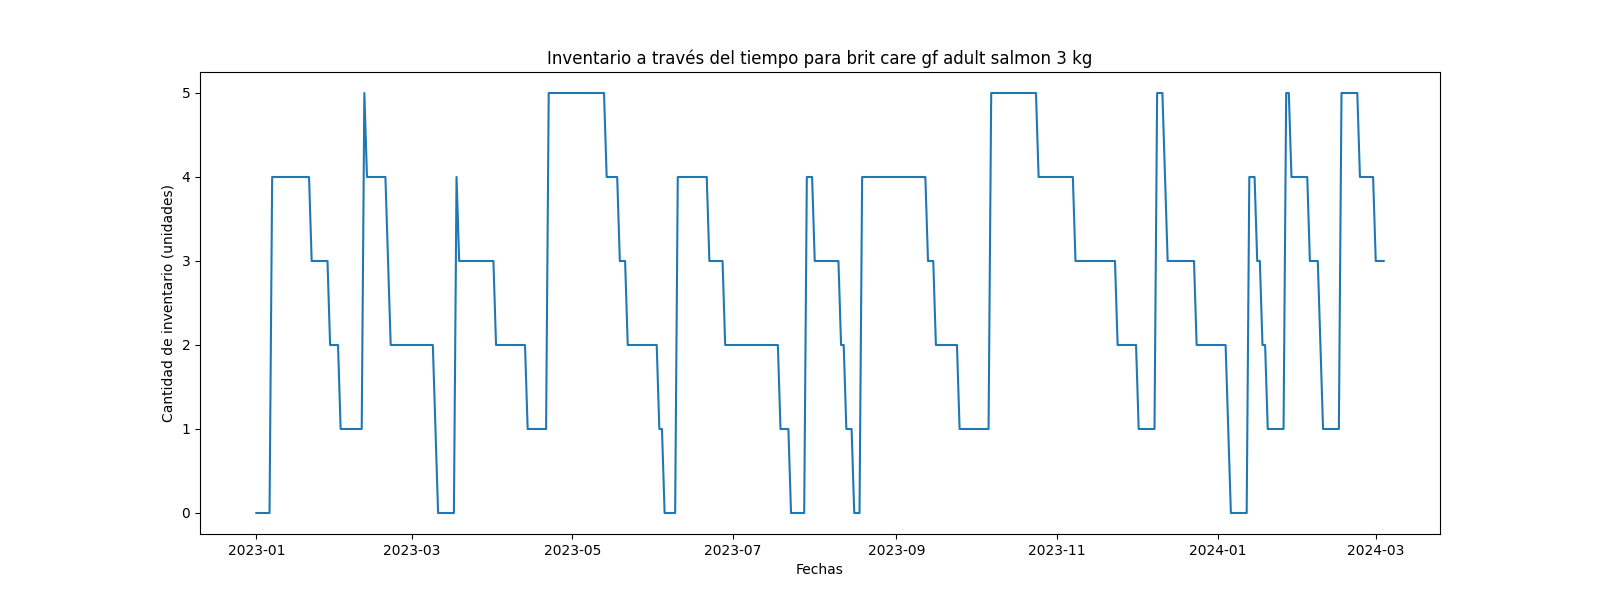 Inventario a través del tiempo para brit care gf adult salmon 3 kg
Cantidad de inventario (unidades)
5
4
3
2
1
0
2023-01 2023-03 2023-05 2023-07 2023-09 2023-11 2024-01 2024-03
Fechas